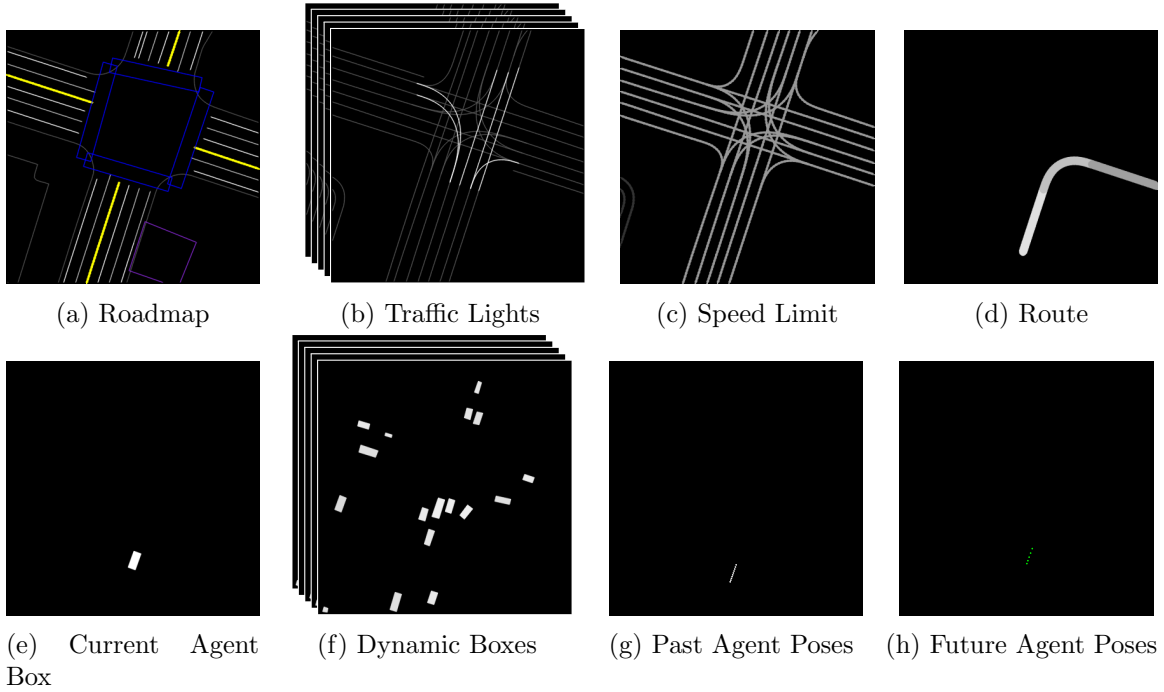 (a) Roadmap
(b) Traffic Lights
(c) Speed Limit
(d) Route
(e) Current Agent
Box
(f) Dynamic Boxes
(g) Past Agent Poses
(h) Future Agent Poses